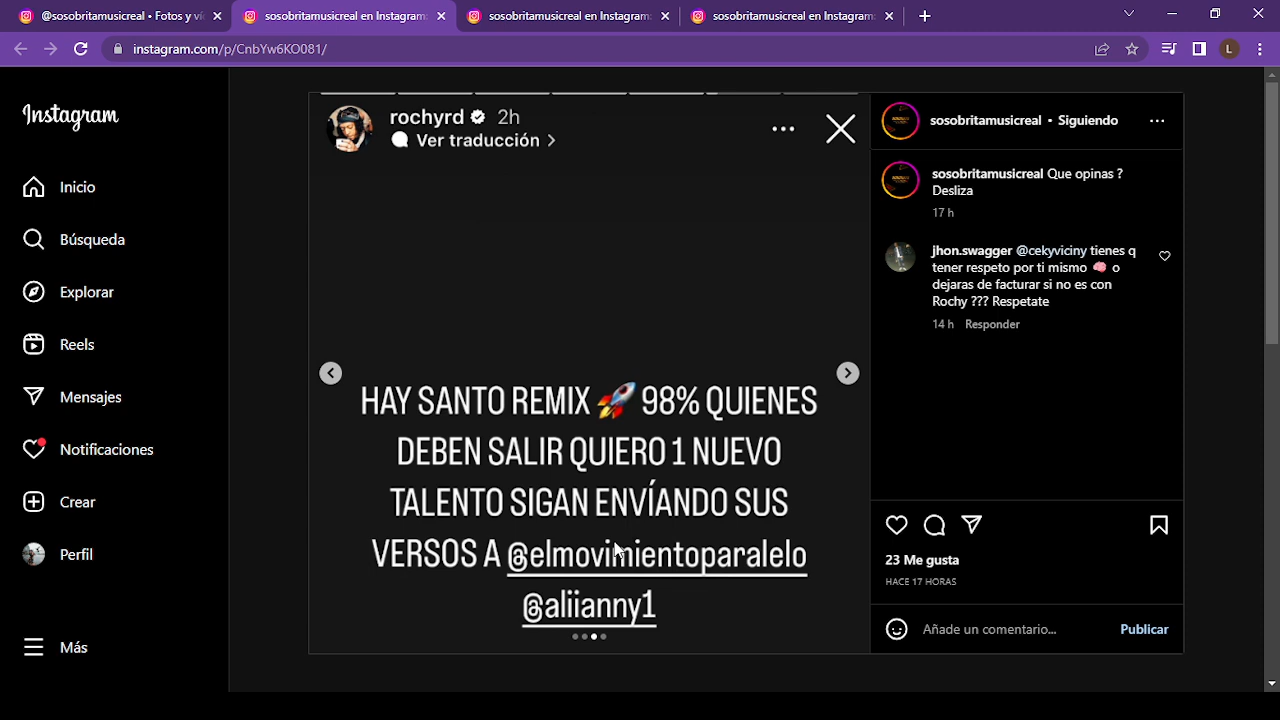 @sosobritamusicreal • Fotos y vi
sosobritamusicreal en Instagram:
sosobritamusicreal en Instagram:
sosobritamusicreal en Instagram:
instagram.com/p/CnbYw6KO081/
L
Instagram
Inicio
Búsqueda
Explorar
Reels
Mensajes
Notificaciones
Crear
Perfil
Más
rochyrd 2h
Ver traducción >
HAY SANTO REMIX 🚀 98% QUIENES
DEBEN SALIR QUIERO 1 NUEVO
TALENTO SIGAN ENVÍANDO SUS
VERSOS A @elmovimientoparalelo
@aliianny1
sosobritamusicreal • Siguiendo
sosobritamusicreal Que opinas ?
Desliza
17 h
jhon.swagger @cekyviciny tienes q
tener respeto por ti mismo 🧠 o
dejaras de facturar si no es con
Rochy ??? Respetate
14 h Responder
23 Me gusta
HACE 17 HORAS
Añade un comentario... Publicar